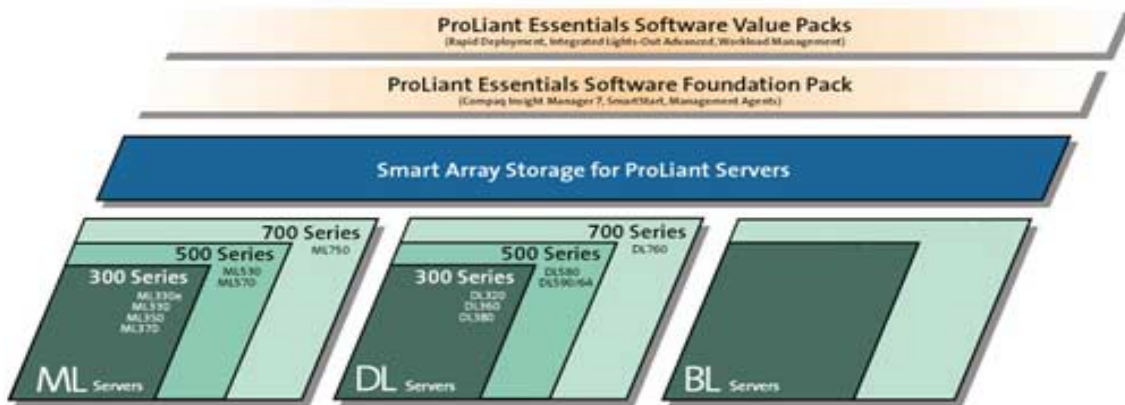 ProLiant Essentials Software Value Packs
(Rapid Deployment, Integrated Lights-Out Advanced, Workload Management)
ProLiant Essentials Software Foundation Pack
(Compaq Insight Manager 7, SmartStart, Management Agents)
Smart Array Storage for ProLiant Servers
700 Series
ML750
500 Series
ML530
ML570
300 Series
ML330e
ML330
ML350
ML370
ML Servers
700 Series
DL760
500 Series
DL580
DL590/64
300 Series
DL320
DL360
DL380
DL Servers
BL Servers